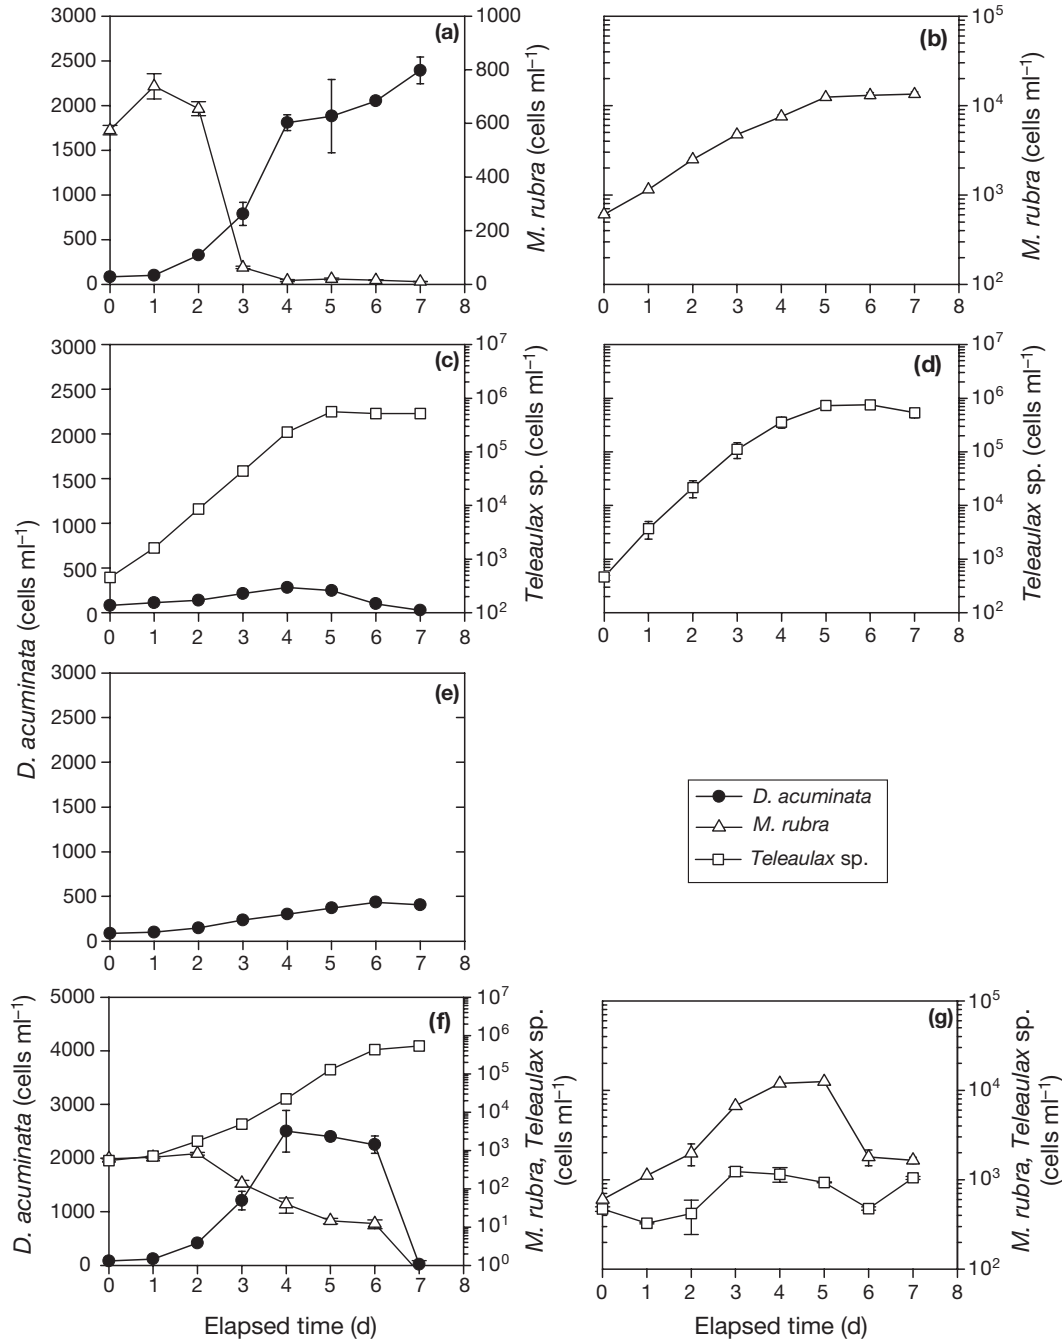 3000
2500
2000
1500
1000
500
0
1000
800
600
400
200
0
(a)
0 1 2 3 4 5 6 7 8
M. rubra (cells ml⁻¹)
(b)
10⁵
10⁴
10³
10²
0 1 2 3 4 5 6 7 8
M. rubra (cells ml⁻¹)
D. acuminata (cells ml⁻¹)
3000
2500
2000
1500
1000
500
0
(c)
10⁷
10⁶
10⁵
10⁴
10³
10²
0 1 2 3 4 5 6 7 8
Teleaulax sp. (cells ml⁻¹)
(d)
10⁷
10⁶
10⁵
10⁴
10³
10²
0 1 2 3 4 5 6 7 8
Teleaulax sp. (cells ml⁻¹)
3000
2500
2000
1500
1000
500
0
(e)
0 1 2 3 4 5 6 7 8
D. acuminata
M. rubra
Teleaulax sp.
D. acuminata (cells ml⁻¹)
5000
4000
3000
2000
1000
0
(f)
10⁷
10⁶
10⁵
10⁴
10³
10²
10¹
10⁰
0 1 2 3 4 5 6 7 8
M. rubra, Teleaulax sp.
(cells ml⁻¹)
Elapsed time (d)
(g)
10⁵
10⁴
10³
10²
0 1 2 3 4 5 6 7 8
M. rubra, Teleaulax sp.
(cells ml⁻¹)
Elapsed time (d)